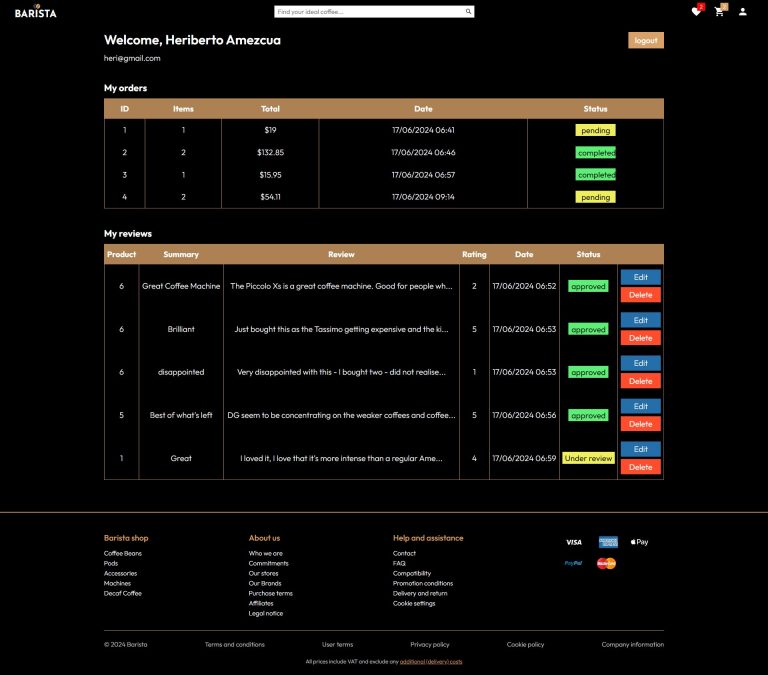 BARISTA
Find your ideal coffee...
2
2
Welcome, Heriberto Amezcua
logout
heri@gmail.com
My orders
ID Items Total Date Status
1 1 $19 17/06/2024 06:41 pending
2 2 $132.85 17/06/2024 06:46 completed
3 1 $15.95 17/06/2024 06:57 completed
4 2 $54.11 17/06/2024 09:14 pending
My reviews
Product Summary Review Rating Date Status
6 Great Coffee Machine The Piccolo Xs is a great coffee machine. Good for people wh... 2 17/06/2024 06:52 approved Edit
Delete
6 Brilliant Just bought this as the Tassimo getting expensive and the ki... 5 17/06/2024 06:53 approved Edit
Delete
6 disappointed Very disappointed with this - I bought two - did not realise... 1 17/06/2024 06:53 approved Edit
Delete
5 Best of what's left DG seem to be concentrating on the weaker coffees and coffee... 5 17/06/2024 06:56 approved Edit
Delete
1 Great I loved it, I love that it's more intense than a regular Ame... 4 17/06/2024 06:59 Under review Edit
Delete
Barista shop
Coffee Beans
Pods
Accessories
Machines
Decaf Coffee
About us
Who we are
Commitments
Our stores
Our Brands
Purchase terms
Affiliates
Legal notice
Help and assistance
Contact
FAQ
Compatibility
Promotion conditions
Delivery and return
Cookie settings
VISA AMERICAN EXPRESS Pay
PayPal MasterCard
© 2024 Barista Terms and conditions User terms Privacy policy Cookie policy Company information
All prices include VAT and exclude any additional (delivery) costs